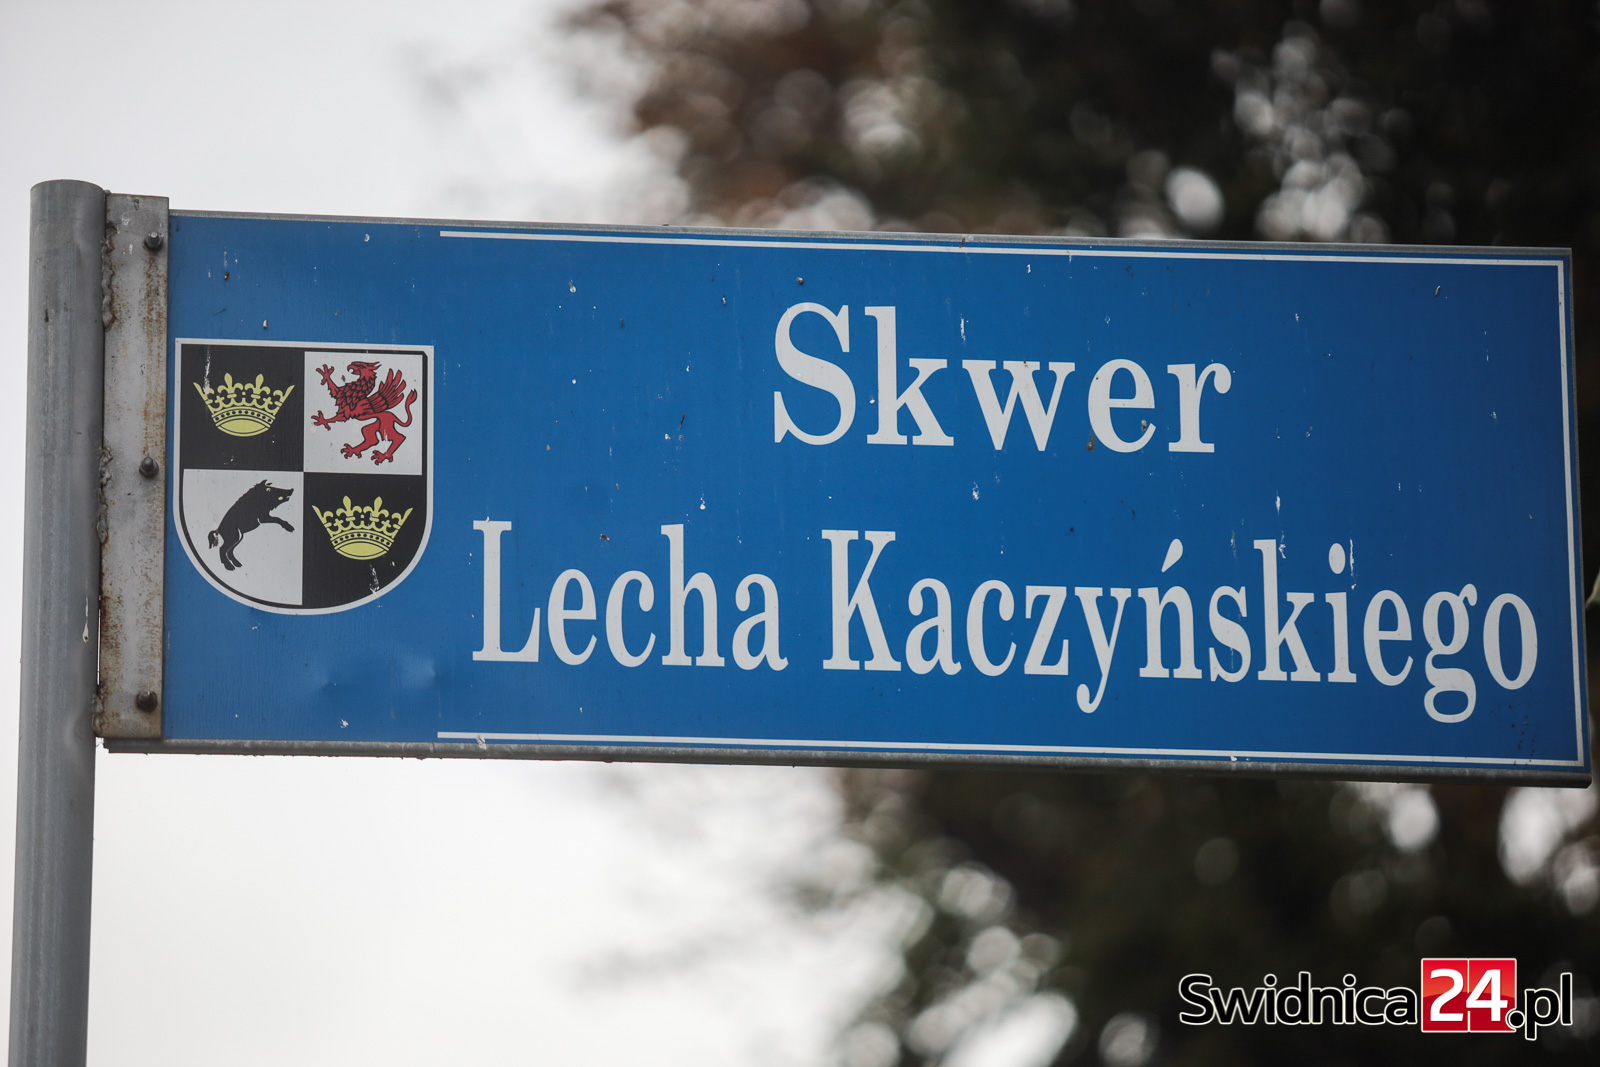 Skwer
Lecha Kaczyńskiego
Swidnica24.pl